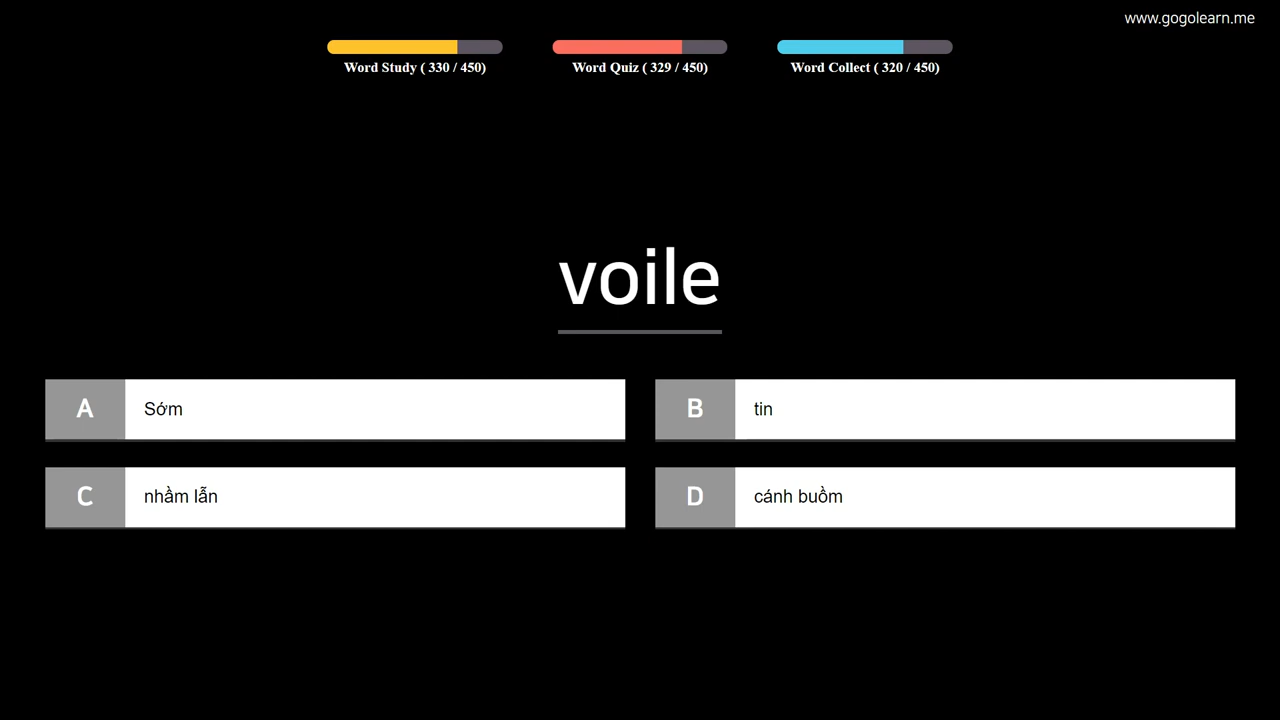 www.gogolearn.me
Word Study ( 330 / 450)
Word Quiz ( 329 / 450)
Word Collect ( 320 / 450)
voile
A Sớm
B tin
C nhầm lẫn
D cánh buồm